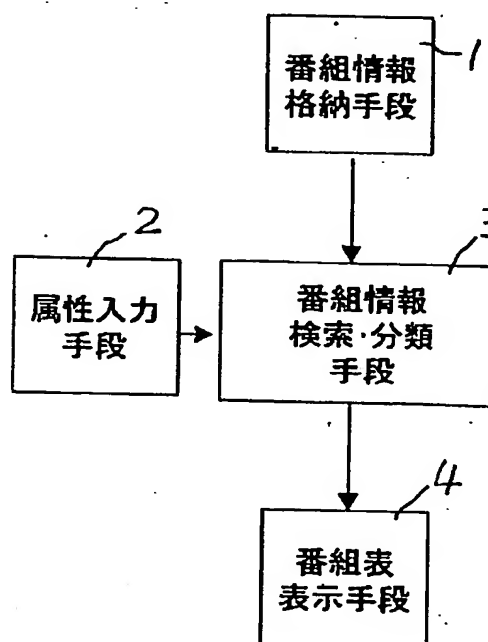 番組情報
格納手段
1
2
属性入力
手段
3
番組情報
検索・分類
手段
4
番組表
表示手段